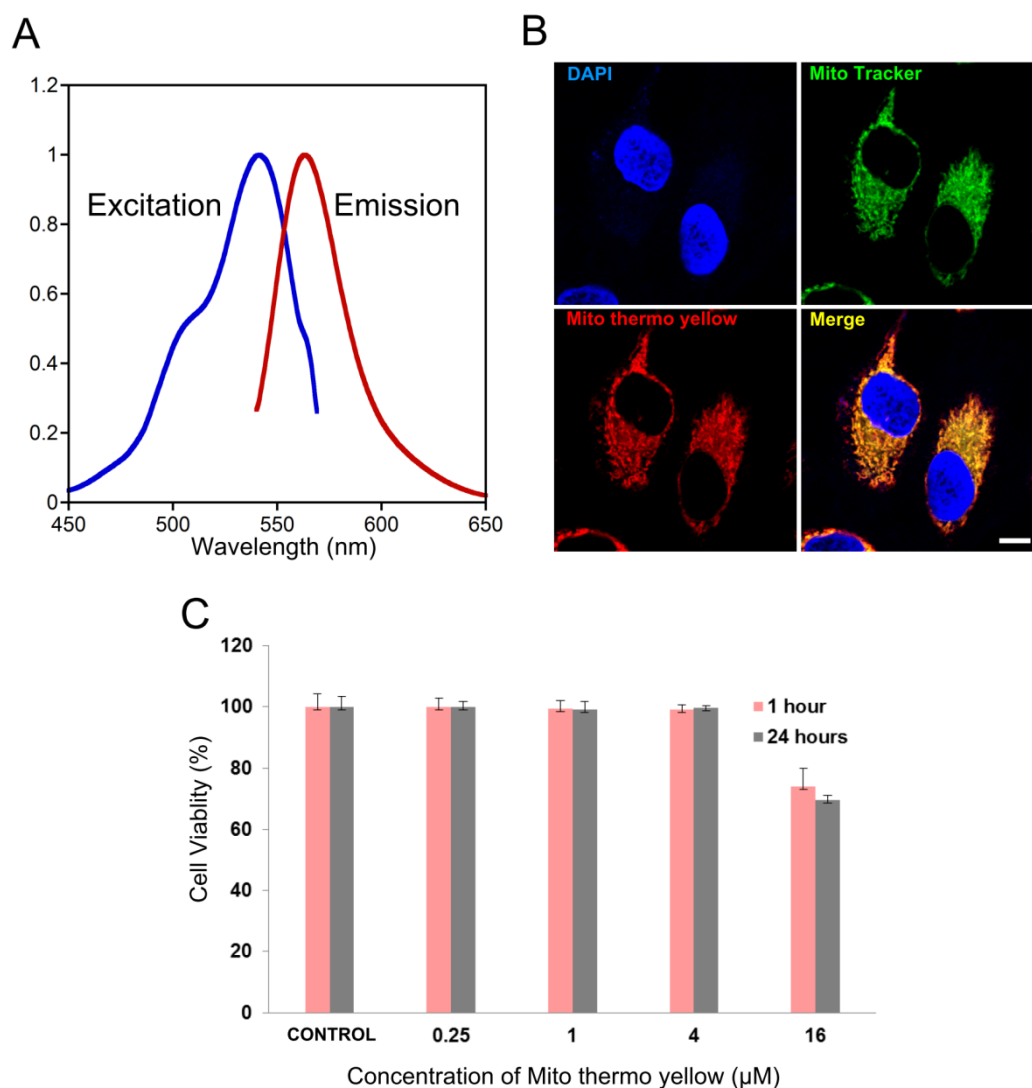 A
1.2
1
0.8
0.6
0.4
0.2
0
Excitation
Emission
450
500
550
600
650
Wavelength (nm)
B
DAPI
Mito Tracker
Mito thermo yellow
Merge
C
120
100
80
60
40
20
0
Cell Viablity (%)
1 hour
24 hours
CONTROL
0.25
1
4
16
Concentration of Mito thermo yellow (µM)